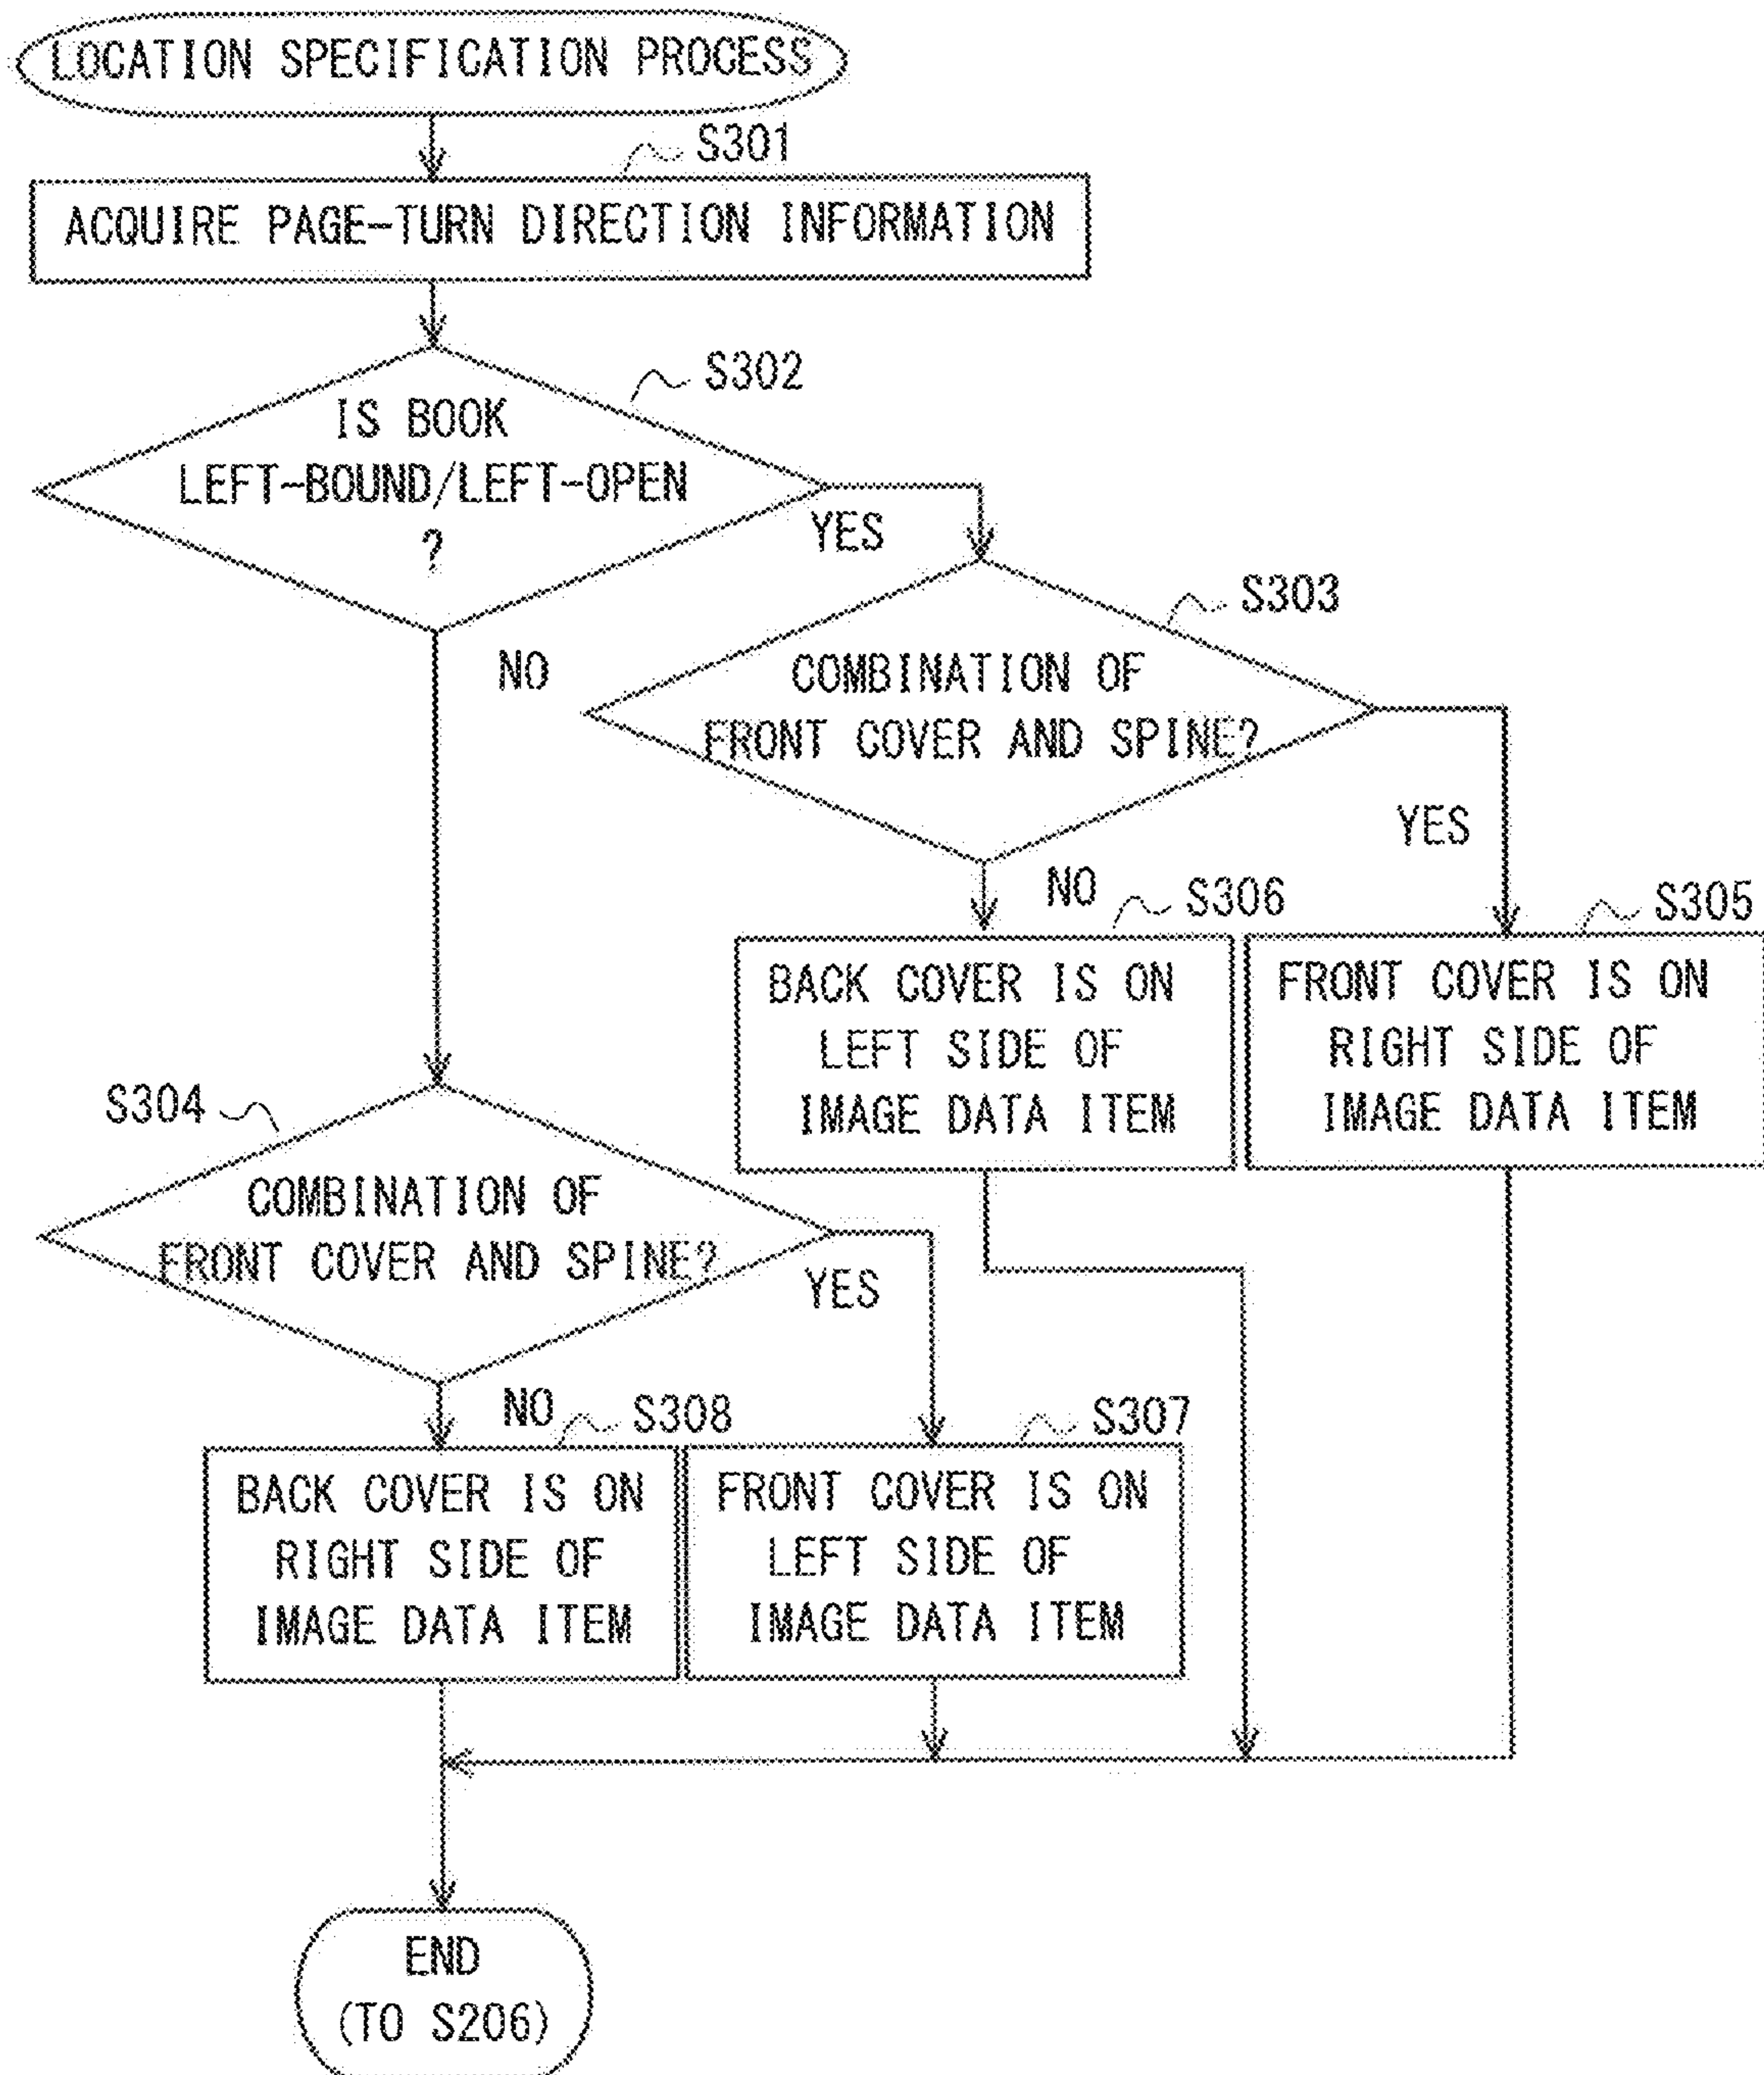 LOCATION SPECIFICATION PROCESS
S301
ACQUIRE PAGE-TURN DIRECTION INFORMATION
S302
IS BOOK
LEFT-BOUND/LEFT-OPEN
?
YES
NO
S303
COMBINATION OF
FRONT COVER AND SPINE?
YES
NO
S306
BACK COVER IS ON
LEFT SIDE OF
IMAGE DATA ITEM
S305
FRONT COVER IS ON
RIGHT SIDE OF
IMAGE DATA ITEM
S304
COMBINATION OF
FRONT COVER AND SPINE?
YES
NO
S308
BACK COVER IS ON
RIGHT SIDE OF
IMAGE DATA ITEM
S307
FRONT COVER IS ON
LEFT SIDE OF
IMAGE DATA ITEM
END
(TO S206)